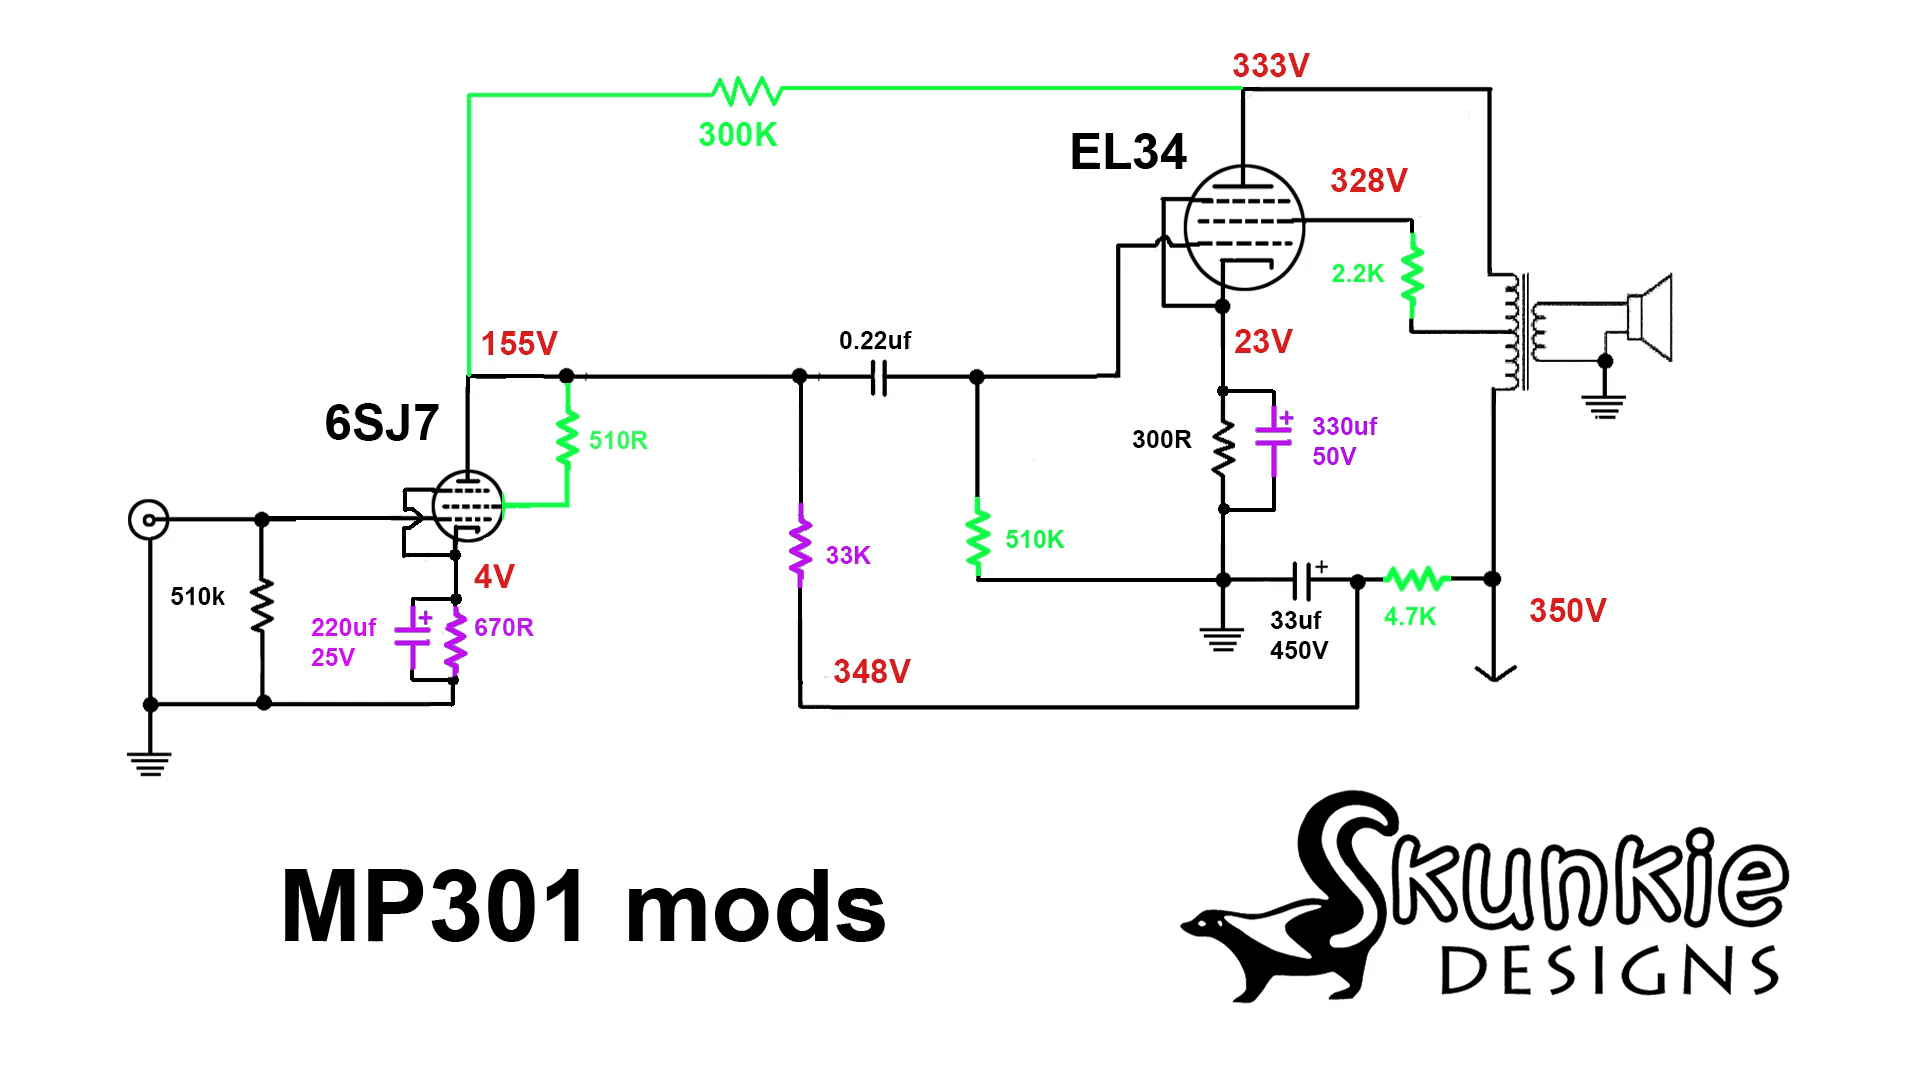 333V
300K
EL34
328V
2.2K
155V
0.22uf
23V
6SJ7
510R
300R
+
330uf
50V
33K
510K
4V
510k
220uf
25V
+
670R
33uf
450V
+
4.7K
350V
348V
MP301 mods
Skunkie
DESIGNS